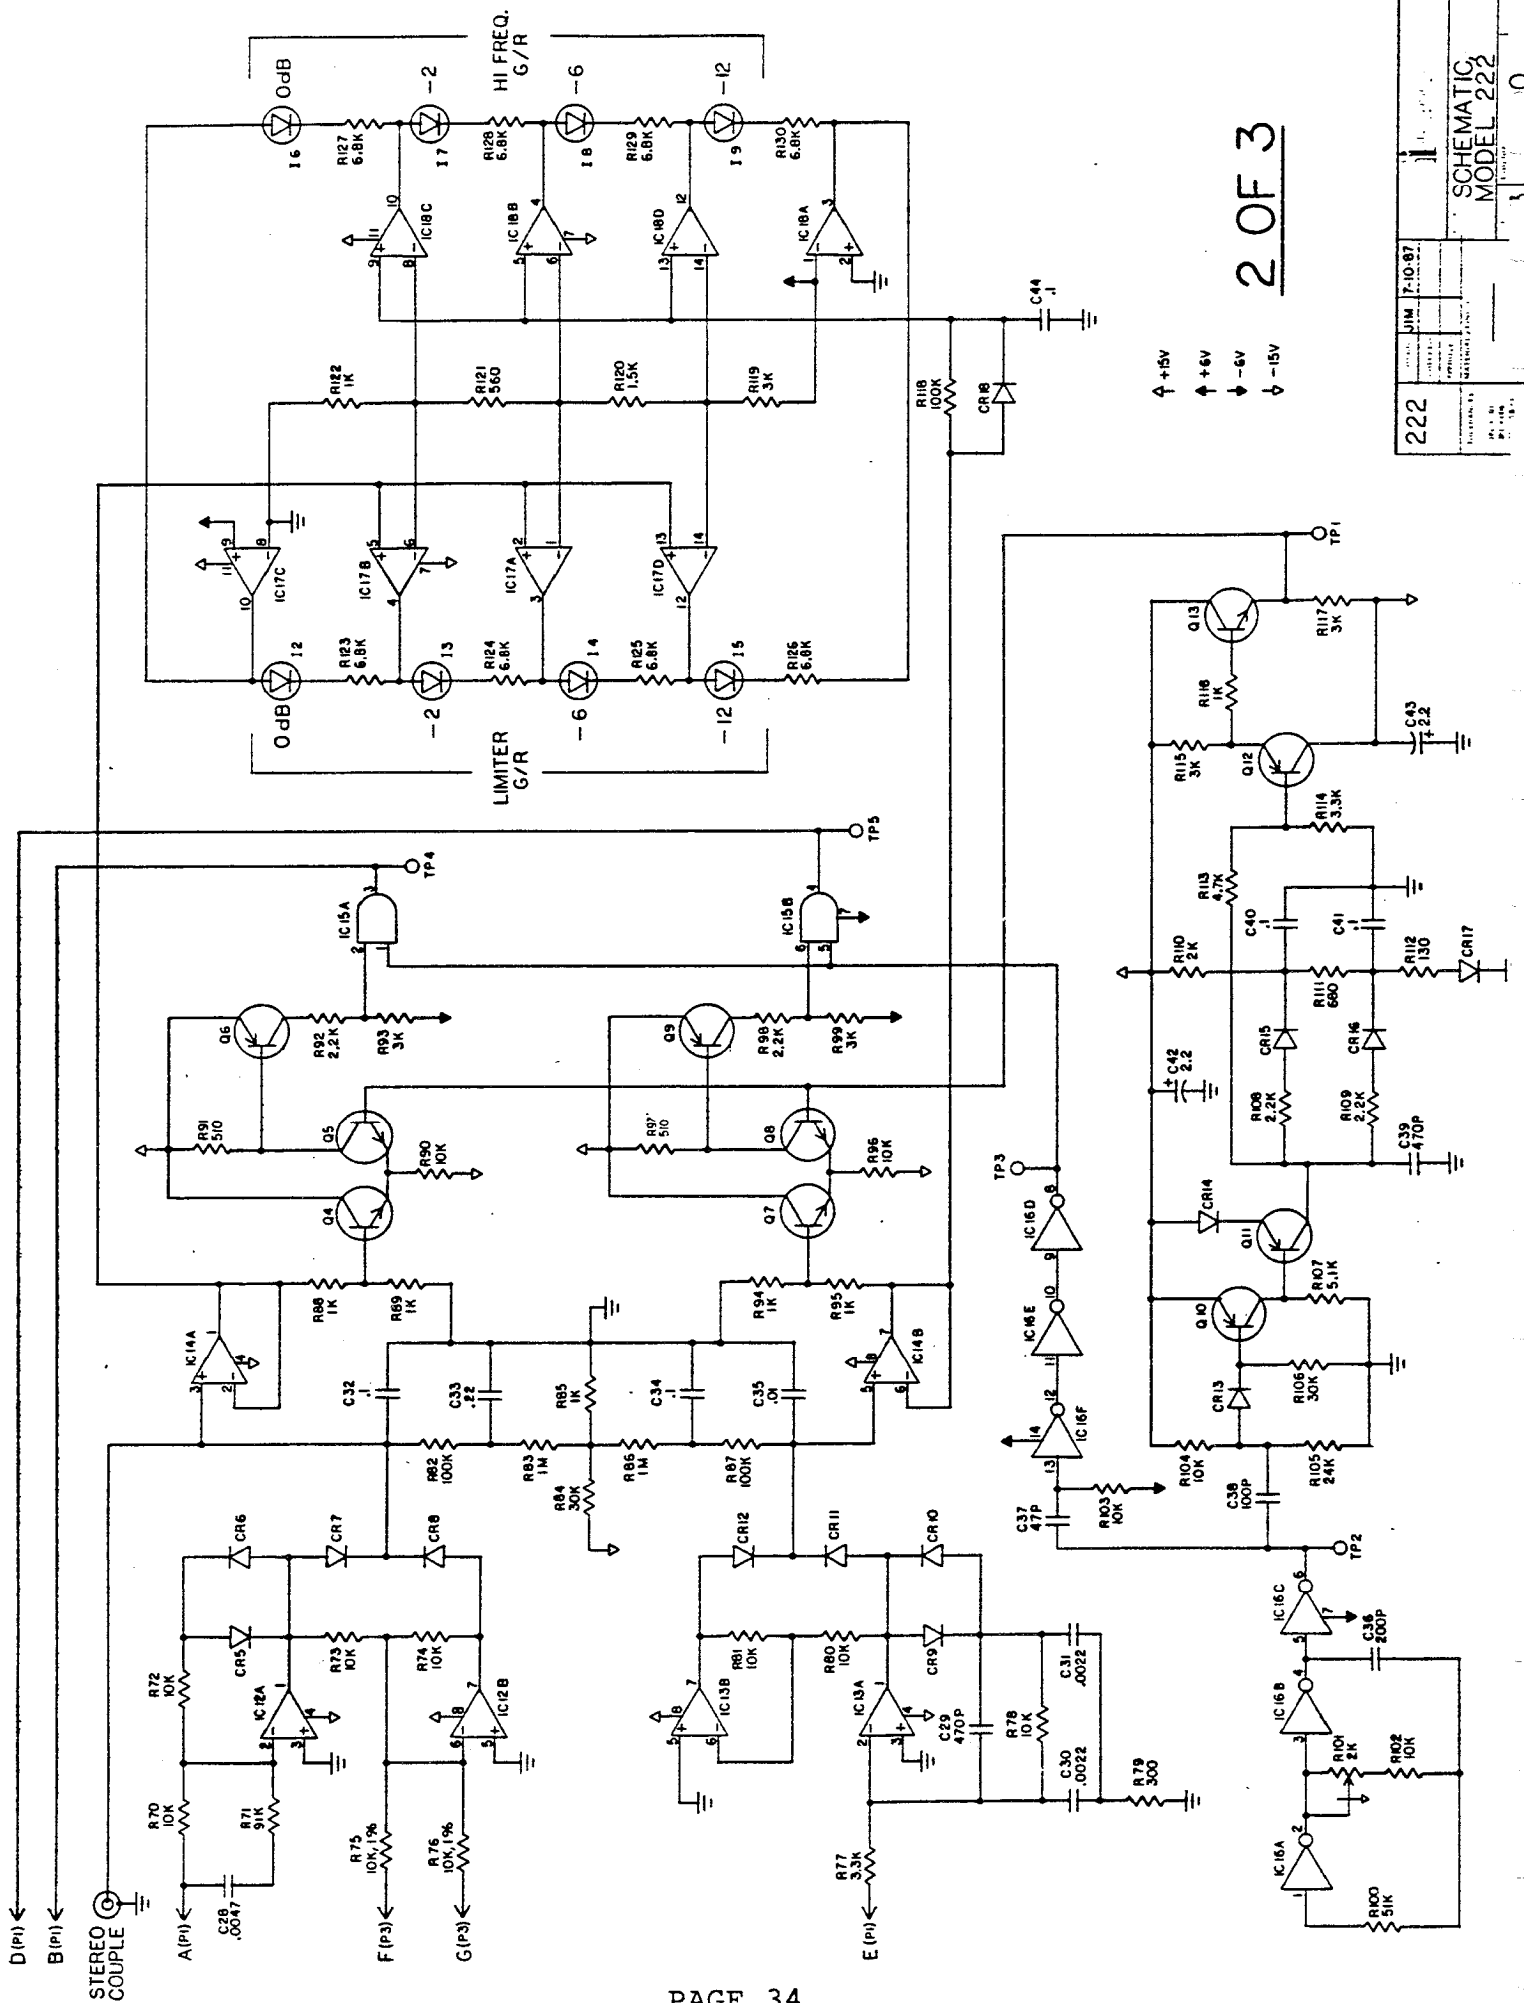 D(P1)
B(P1)
STEREO
COUPLE
A(P1)
F(P3)
G(P3)
E(P1)
C28
.0047
R70
10K
R71
91K
R72
10K
CR5
CR6
CR7
CR8
R73
10K
R74
10K
IC12A
IC12B
R75
10K,1%
R76
10K,1%
R77
3.3K
IC13B
IC13A
R81
10K
R80
10K
CR9
CR12
CR11
CR10
C29
470P
R78
10K
C30
.0022
C31
.0022
R79
300
IC14A
R88
1K
R89
1K
C32
.1
C33
.22
R82
100K
R83
1M
R84
30K
R85
1K
R86
1M
R87
100K
C34
.1
C35
.01
R94
1K
R95
1K
IC14B
Q4
Q5
Q6
R90
10K
R91
510
R92
2.2K
R93
3K
IC15A
TP4
Q7
Q8
Q9
R96
10K
R97
510
R98
2.2K
R99
3K
IC15B
TP5
LIMITER
G/R
0dB
-2
-6
-12
I2
I3
I4
I5
R123
6.8K
R124
6.8K
R125
6.8K
R126
6.8K
IC17C
IC17B
IC17A
IC17D
R122
1K
R121
560
R120
1.5K
R119
3K
IC18C
IC18B
IC18D
IC18A
HI FREQ.
G/R
0dB
-2
-6
-12
I6
I7
I8
I9
R127
6.8K
R128
6.8K
R129
6.8K
R130
6.8K
R118
100K
CR18
C44
.1
C37
47P
R103
10K
IC16F
IC16E
IC16D
TP3
IC16A
IC16B
IC16C
R100
51K
R101
2K
R102
10K
C36
200P
TP2
C38
100P
R104
10K
R105
24K
CR13
R106
30K
Q10
R107
5.1K
Q11
CR14
C39
470P
R108
2.2K
R109
2.2K
C42
2.2
CR15
CR16
R110
2K
R111
680
R112
130
CR17
C40
.1
C41
.1
R113
4.7K
R114
3.3K
Q12
R115
3K
R116
1K
Q13
R117
3K
C43
2.2
TP1
+15V
+6V
-6V
-15V
2 OF 3
222
JIM
7-10-87
SCHEMATIC,
MODEL 222
PAGE 34